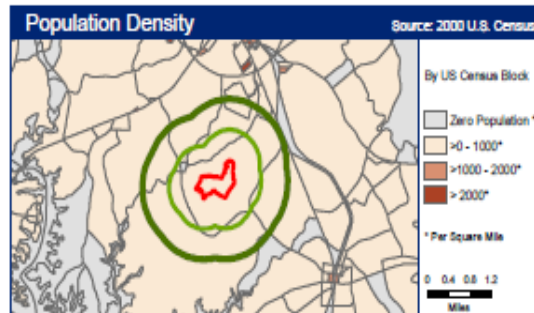 Population Density
Source: 2000 U.S. Census
By US Census Block
Zero Population *
>0 - 1000*
>1000 - 2000*
> 2000*
* Per Square Mile
0 0.4 0.8 1.2
Miles